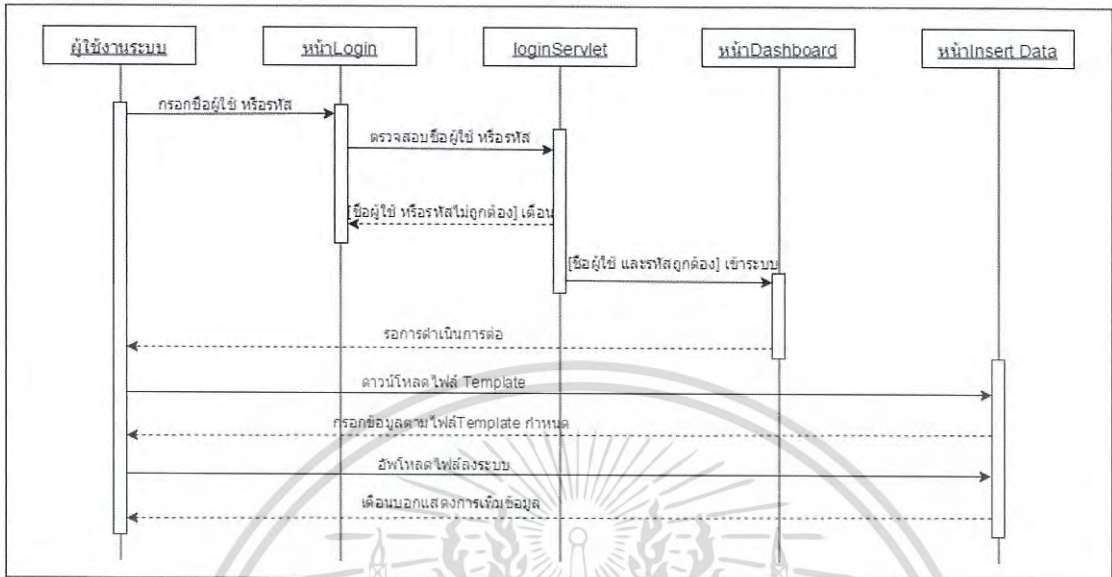 ผู้ใช้งานระบบ
หน้าLogin
loginServlet
หน้าDashboard
หน้าInsert Data
กรอกชื่อผู้ใช้ หรือรหัส
ตรวจสอบชื่อผู้ใช้ หรือรหัส
[ชื่อผู้ใช้ หรือรหัสไม่ถูกต้อง] เตือน
[ชื่อผู้ใช้ และรหัสถูกต้อง] เข้าระบบ
รอการดำเนินการต่อ
ดาวน์โหลดไฟล์ Template
กรอกข้อมูลตามไฟล์Template กำหนด
อัพโหลดไฟล์ลงระบบ
เตือนบอกแสดงการเพิ่มข้อมูล